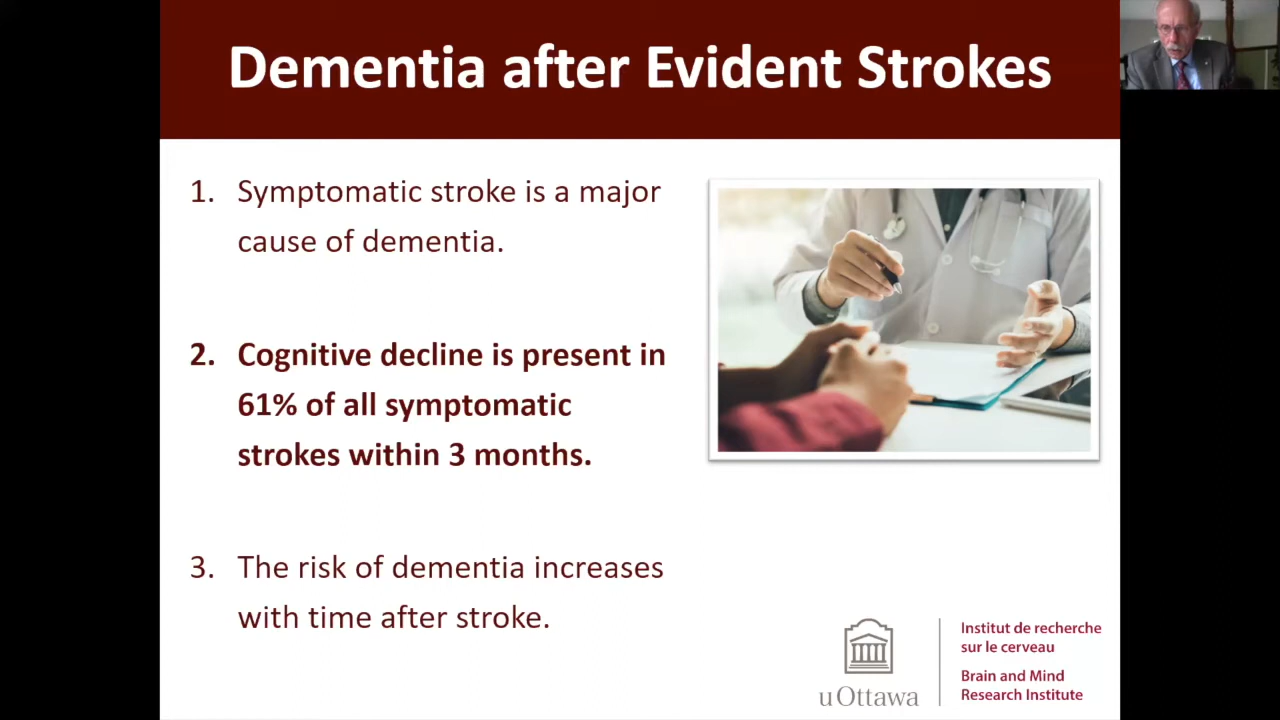 Dementia after Evident Strokes
1. Symptomatic stroke is a major
cause of dementia.
2. Cognitive decline is present in
61% of all symptomatic
strokes within 3 months.
3. The risk of dementia increases
with time after stroke.
uOttawa
Institut de recherche
sur le cerveau
Brain and Mind
Research Institute